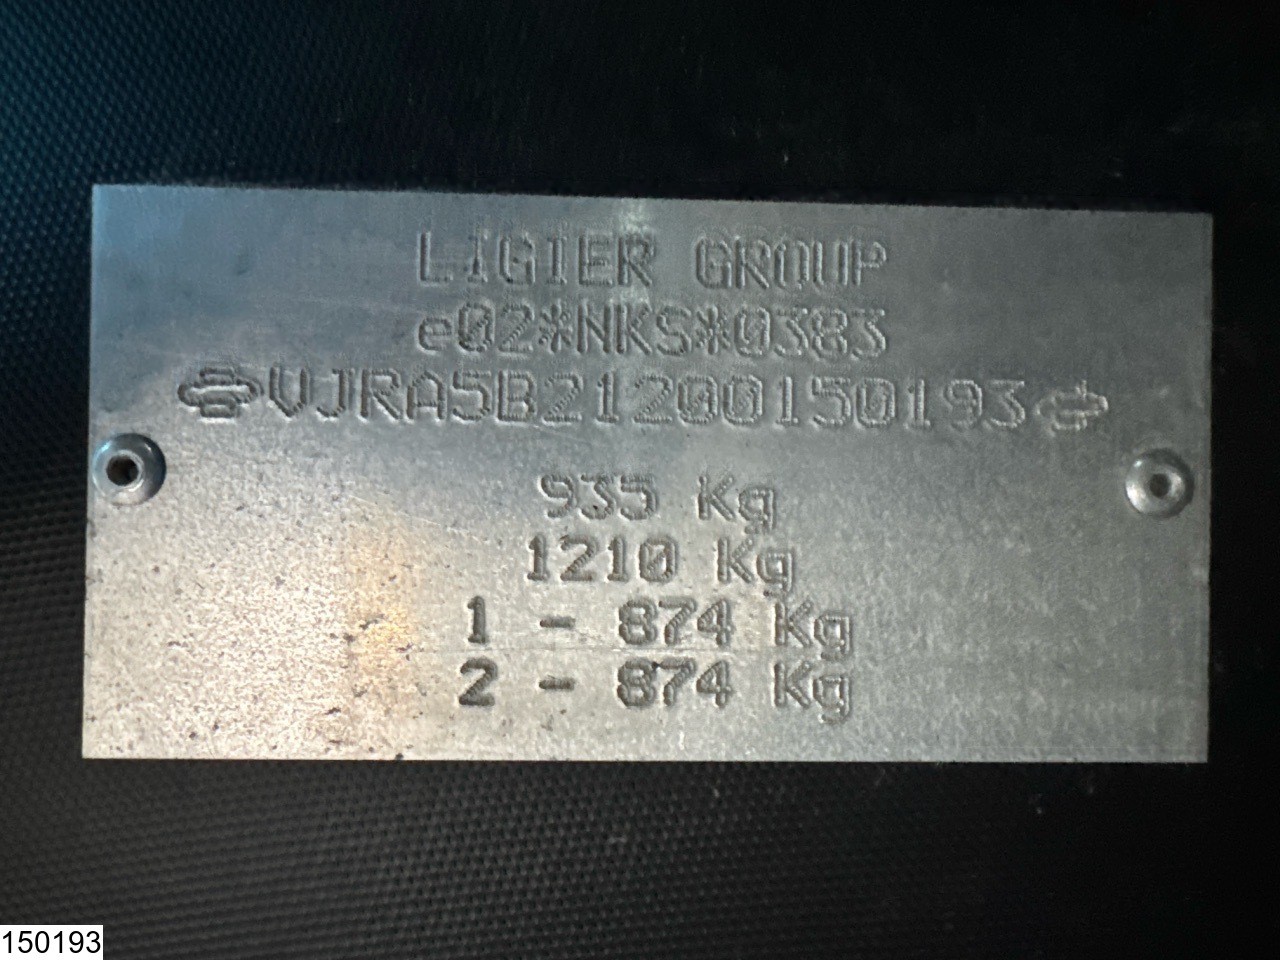 LIGIER GROUP
e02*NKS*0383
VJRA5B21200150193
935 Kg
1210 Kg
1 - 874 Kg
2 - 874 Kg
150193